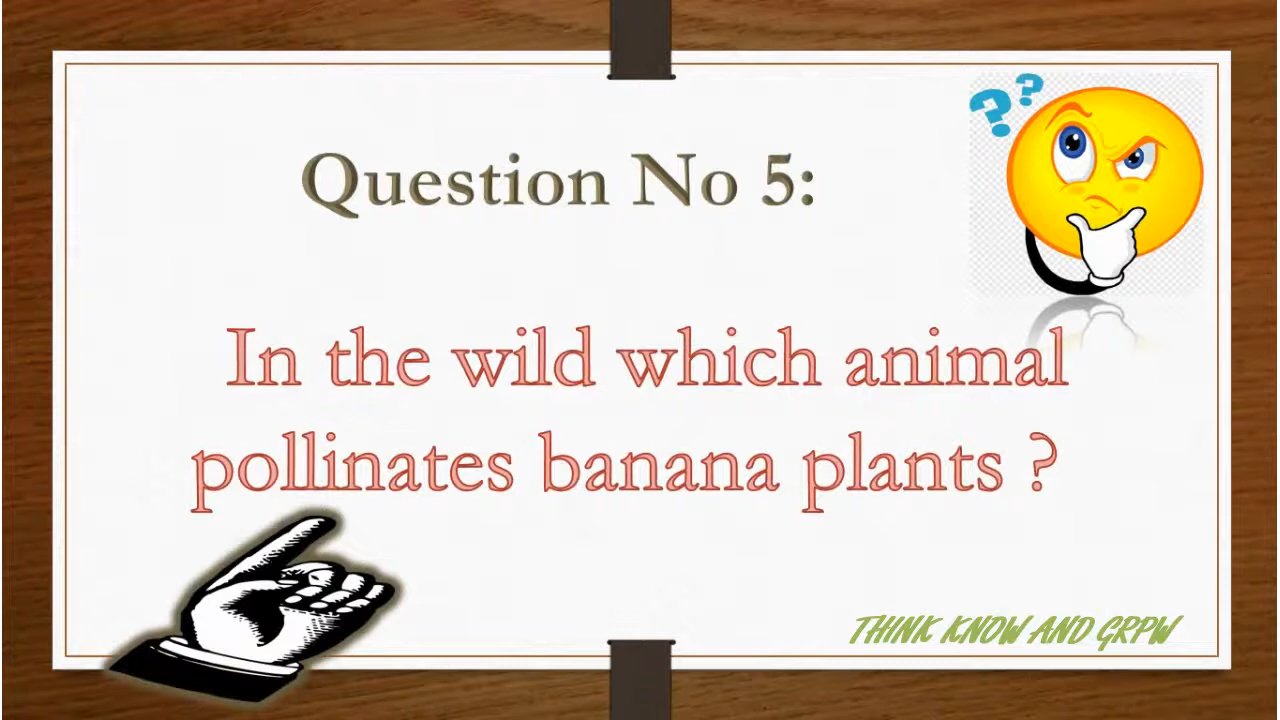 Question No 5:
In the wild which animal
pollinates banana plants ?
THINK KNOW AND GRPW